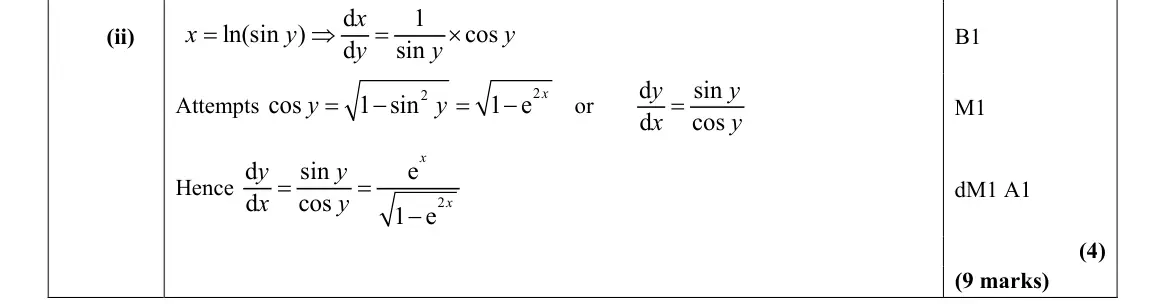 (ii) x = ln(sin y) ⇒ dx/dy = 1/sin y × cos y B1
Attempts cos y = √(1 − sin² y) = √(1 − e^(2x)) or dy/dx = sin y/cos y M1
Hence dy/dx = sin y/cos y = e^x/√(1 − e^(2x)) dM1 A1
(4)
(9 marks)